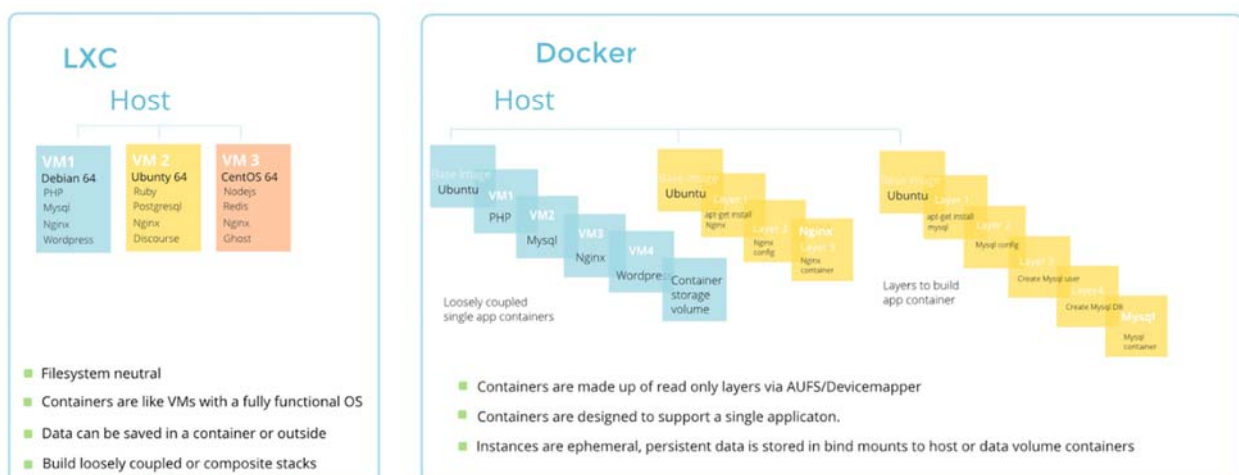 LXC
Host
VM1
Debian 64
PHP
Mysql
Nginx
Wordpress
VM 2
Ubunty 64
Ruby
Postgresql
Nginx
Discourse
VM 3
CentOS 64
Nodejs
Redis
Nginx
Ghost
Filesystem neutral
Containers are like VMs with a fully functional OS
Data can be saved in a container or outside
Build loosely coupled or composite stacks
Docker
Host
Base Image
Ubuntu
VM1
PHP
VM2
Mysql
VM3
Nginx
VM4
Wordpress
Container
storage
volume
Loosely coupled
single app containers
Base Image
Ubuntu
Layer 1
apt-get install
Nginx
Layer 2
Nginx
config
Nginx
Layer 3
Nginx
container
Base Image
Ubuntu
Layer 1
apt-get install
mysql
Layer 2
Mysql config
Layer 3
Create Mysql user
Layer4
Create Mysql DB
Mysql
Mysql
container
Layers to build
app container
Containers are made up of read only layers via AUFS/Devicemapper
Containers are designed to support a single applicaton.
Instances are ephemeral, persistent data is stored in bind mounts to host or data volume containers